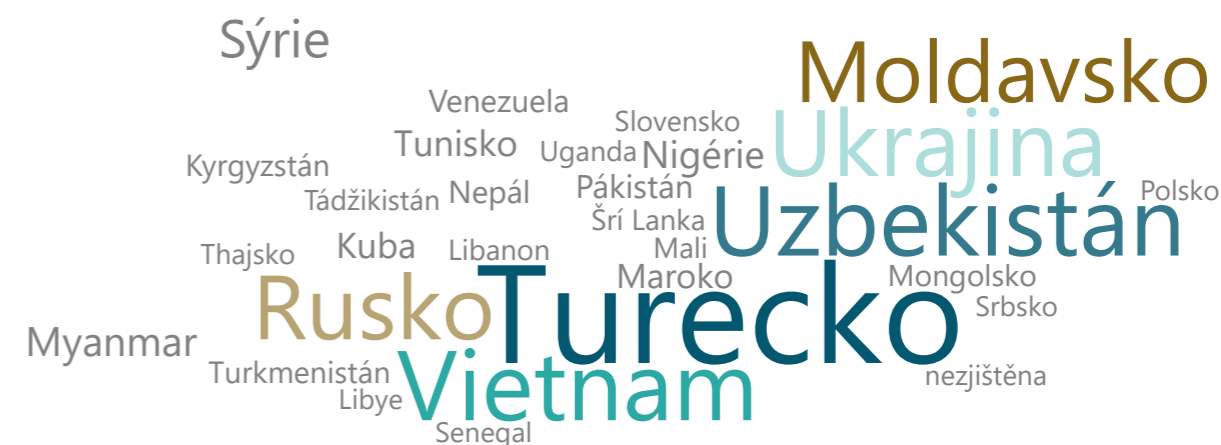 Sýrie
Moldavsko
Venezuela
Slovensko
Ukrajina
Tunisko
Uganda
Nigérie
Kyrgyzstán
Tádžikistán
Nepál
Pákistán
Polsko
Šrí Lanka
Uzbekistán
Thajsko
Kuba
Libanon
Mali
Maroko
Mongolsko
Rusko
Turecko
Srbsko
Myanmar
Turkmenistán
Vietnam
nezjištěna
Libye
Senegal